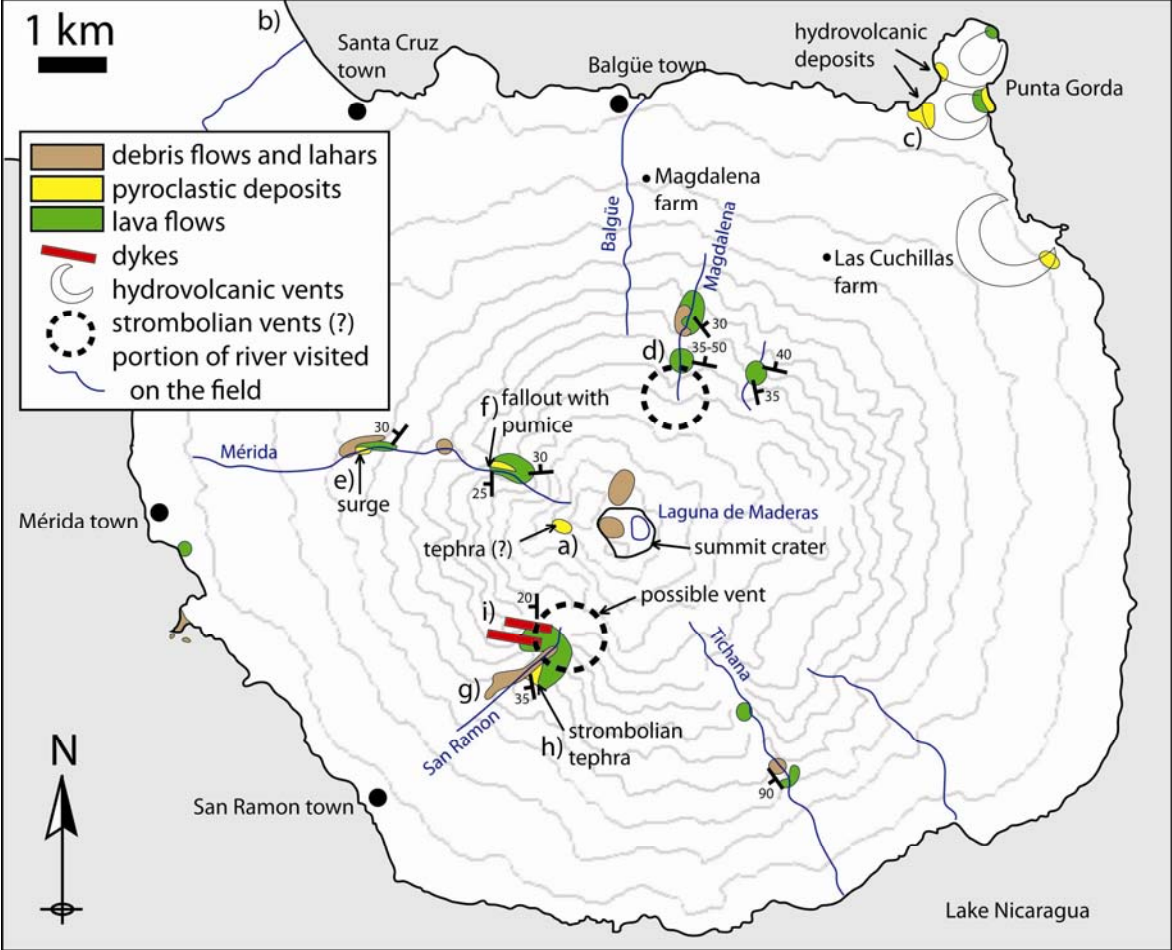 b)
1 km
Santa Cruz
town
Balgüe town
hydrovolcanic
deposits
Punta Gorda
c)
debris flows and lahars
pyroclastic deposits
lava flows
dykes
hydrovolcanic vents
strombolian vents (?)
portion of river visited
on the field
Magdalena
farm
Balgüe
Magdalena
Las Cuchillas
farm
30
d)
35-50
40
35
f)
fallout with
pumice
30
Mérida
30
25
e)
surge
Mérida town
Laguna de Maderas
tephra (?)
a)
summit crater
20
possible vent
i)
Tichana
g)
35
San Ramon
h)
strombolian
tephra
90
N
San Ramon town
Lake Nicaragua